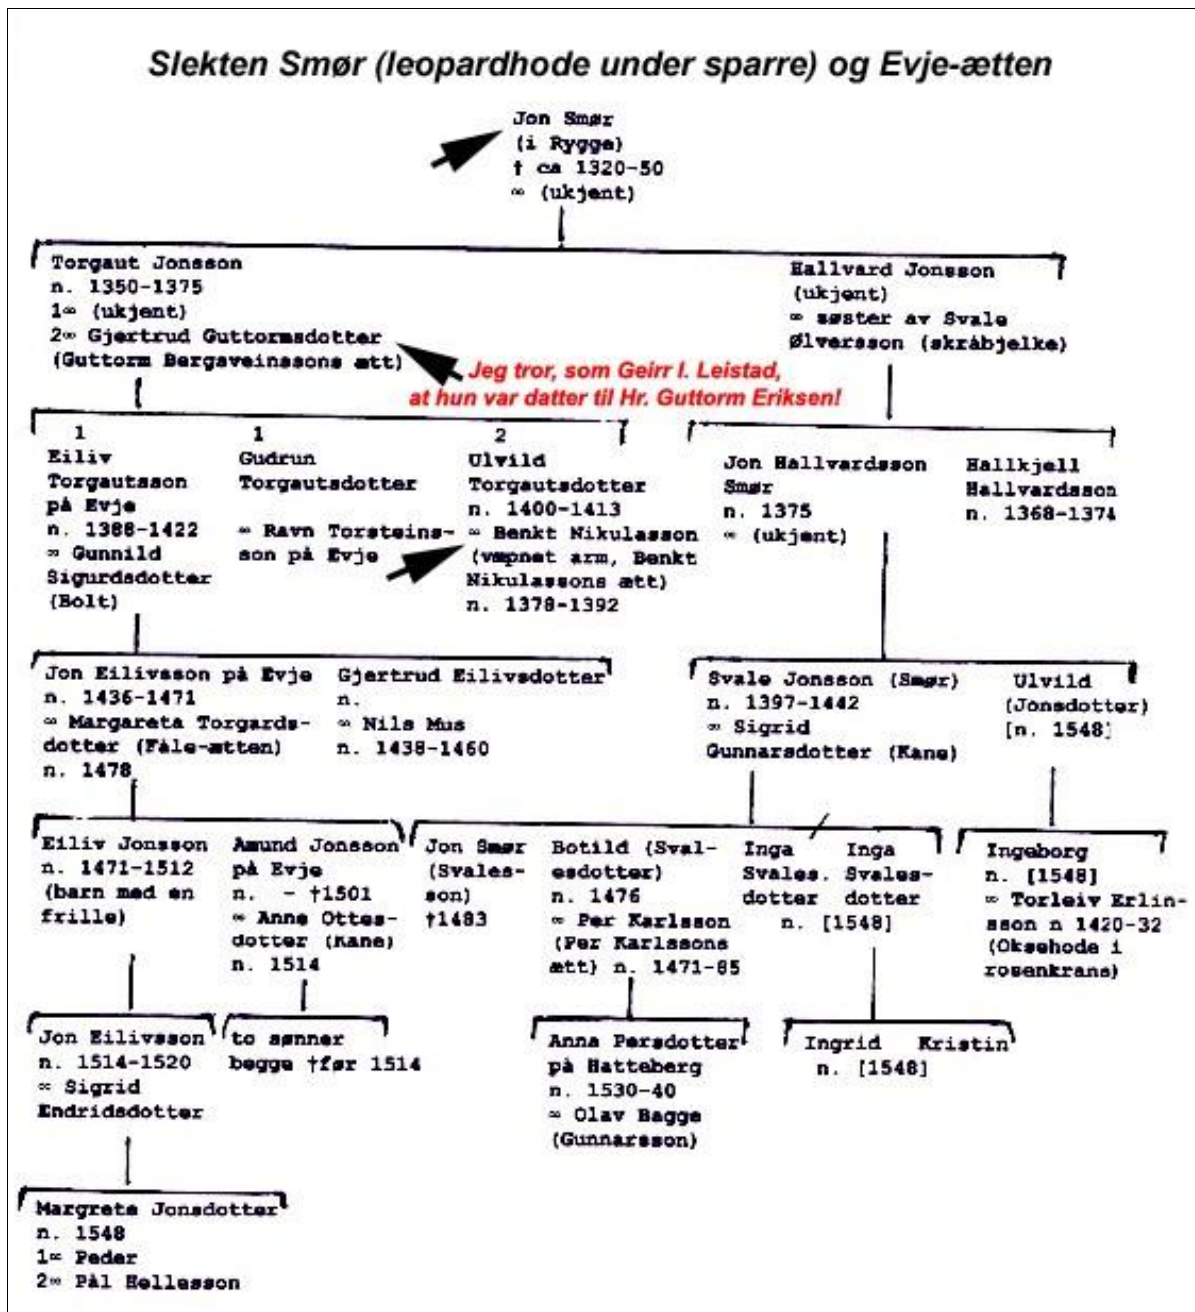 Slekten Smør (leopardhode under sparre) og Evje-ætten
Jon Smør
(i Rygge)
† ca 1320-50
∞ (ukjent)
Torgaut Jonsson
n. 1350-1375
1∞ (ukjent)
2∞ Gjertrud Guttormsdotter
(Guttorm Bergsveinssons ætt)
Hallvard Jonsson
(ukjent)
∞ søster av Svale
Ølversson (skråbjelke)
Jeg tror, som Geirr I. Leistad,
at hun var datter til Hr. Guttorm Eriksen!
1
Eiliv
Torgautsson
på Evje
n. 1388-1422
∞ Gunnild
Sigurdsdotter
(Bolt)
1
Gudrun
Torgautsdotter
∞ Ravn Torsteins-
son på Evje
2
Ulvild
Torgautsdotter
n. 1400-1413
∞ Benkt Nikulasson
(væpnet arm, Benkt
Nikulassons ætt)
n. 1378-1392
Jon Hallvardsson
Smør
n. 1375
∞ (ukjent)
Hallkjell
Hallvardsson
n. 1368-1374
Jon Eilivsson på Evje
n. 1436-1471
∞ Margareta Torgards-
dotter (Fåle-ætten)
n. 1478
Gjertrud Eilivsdotter
n.
∞ Nils Mus
n. 1438-1460
Svale Jonsson (Smør)
n. 1397-1442
∞ Sigrid
Gunnarsdotter (Kane)
Ulvild
(Jonsdotter)
[n. 1548]
Eiliv Jonsson
n. 1471-1512
(barn med en
frille)
Amund Jonsson
på Evje
n. - †1501
∞ Anne Ottes-
dotter (Kane)
n. 1514
Jon Smør
(Svales-
son)
†1483
Botild (Sval-
esdotter)
n. 1476
∞ Per Karlsson
(Per Karlssons
ætt) n. 1471-85
Inga Inga
Svales. Svales-
dotter dotter
n. [1548]
Ingeborg
n. [1548]
∞ Torleiv Erlin-
sson n 1420-32
(Oksehode i
rosenkrans)
Jon Eilivsson
n. 1514-1520
∞ Sigrid
Endridsdotter
to sønner
begge †før 1514
Anna Persdotter
på Hatteberg
n. 1530-40
∞ Olav Bagge
(Gunnarsson)
Ingrid Kristin
n. [1548]
Margrete Jonsdotter
n. 1548
1∞ Peder
2∞ Pål Hellesson